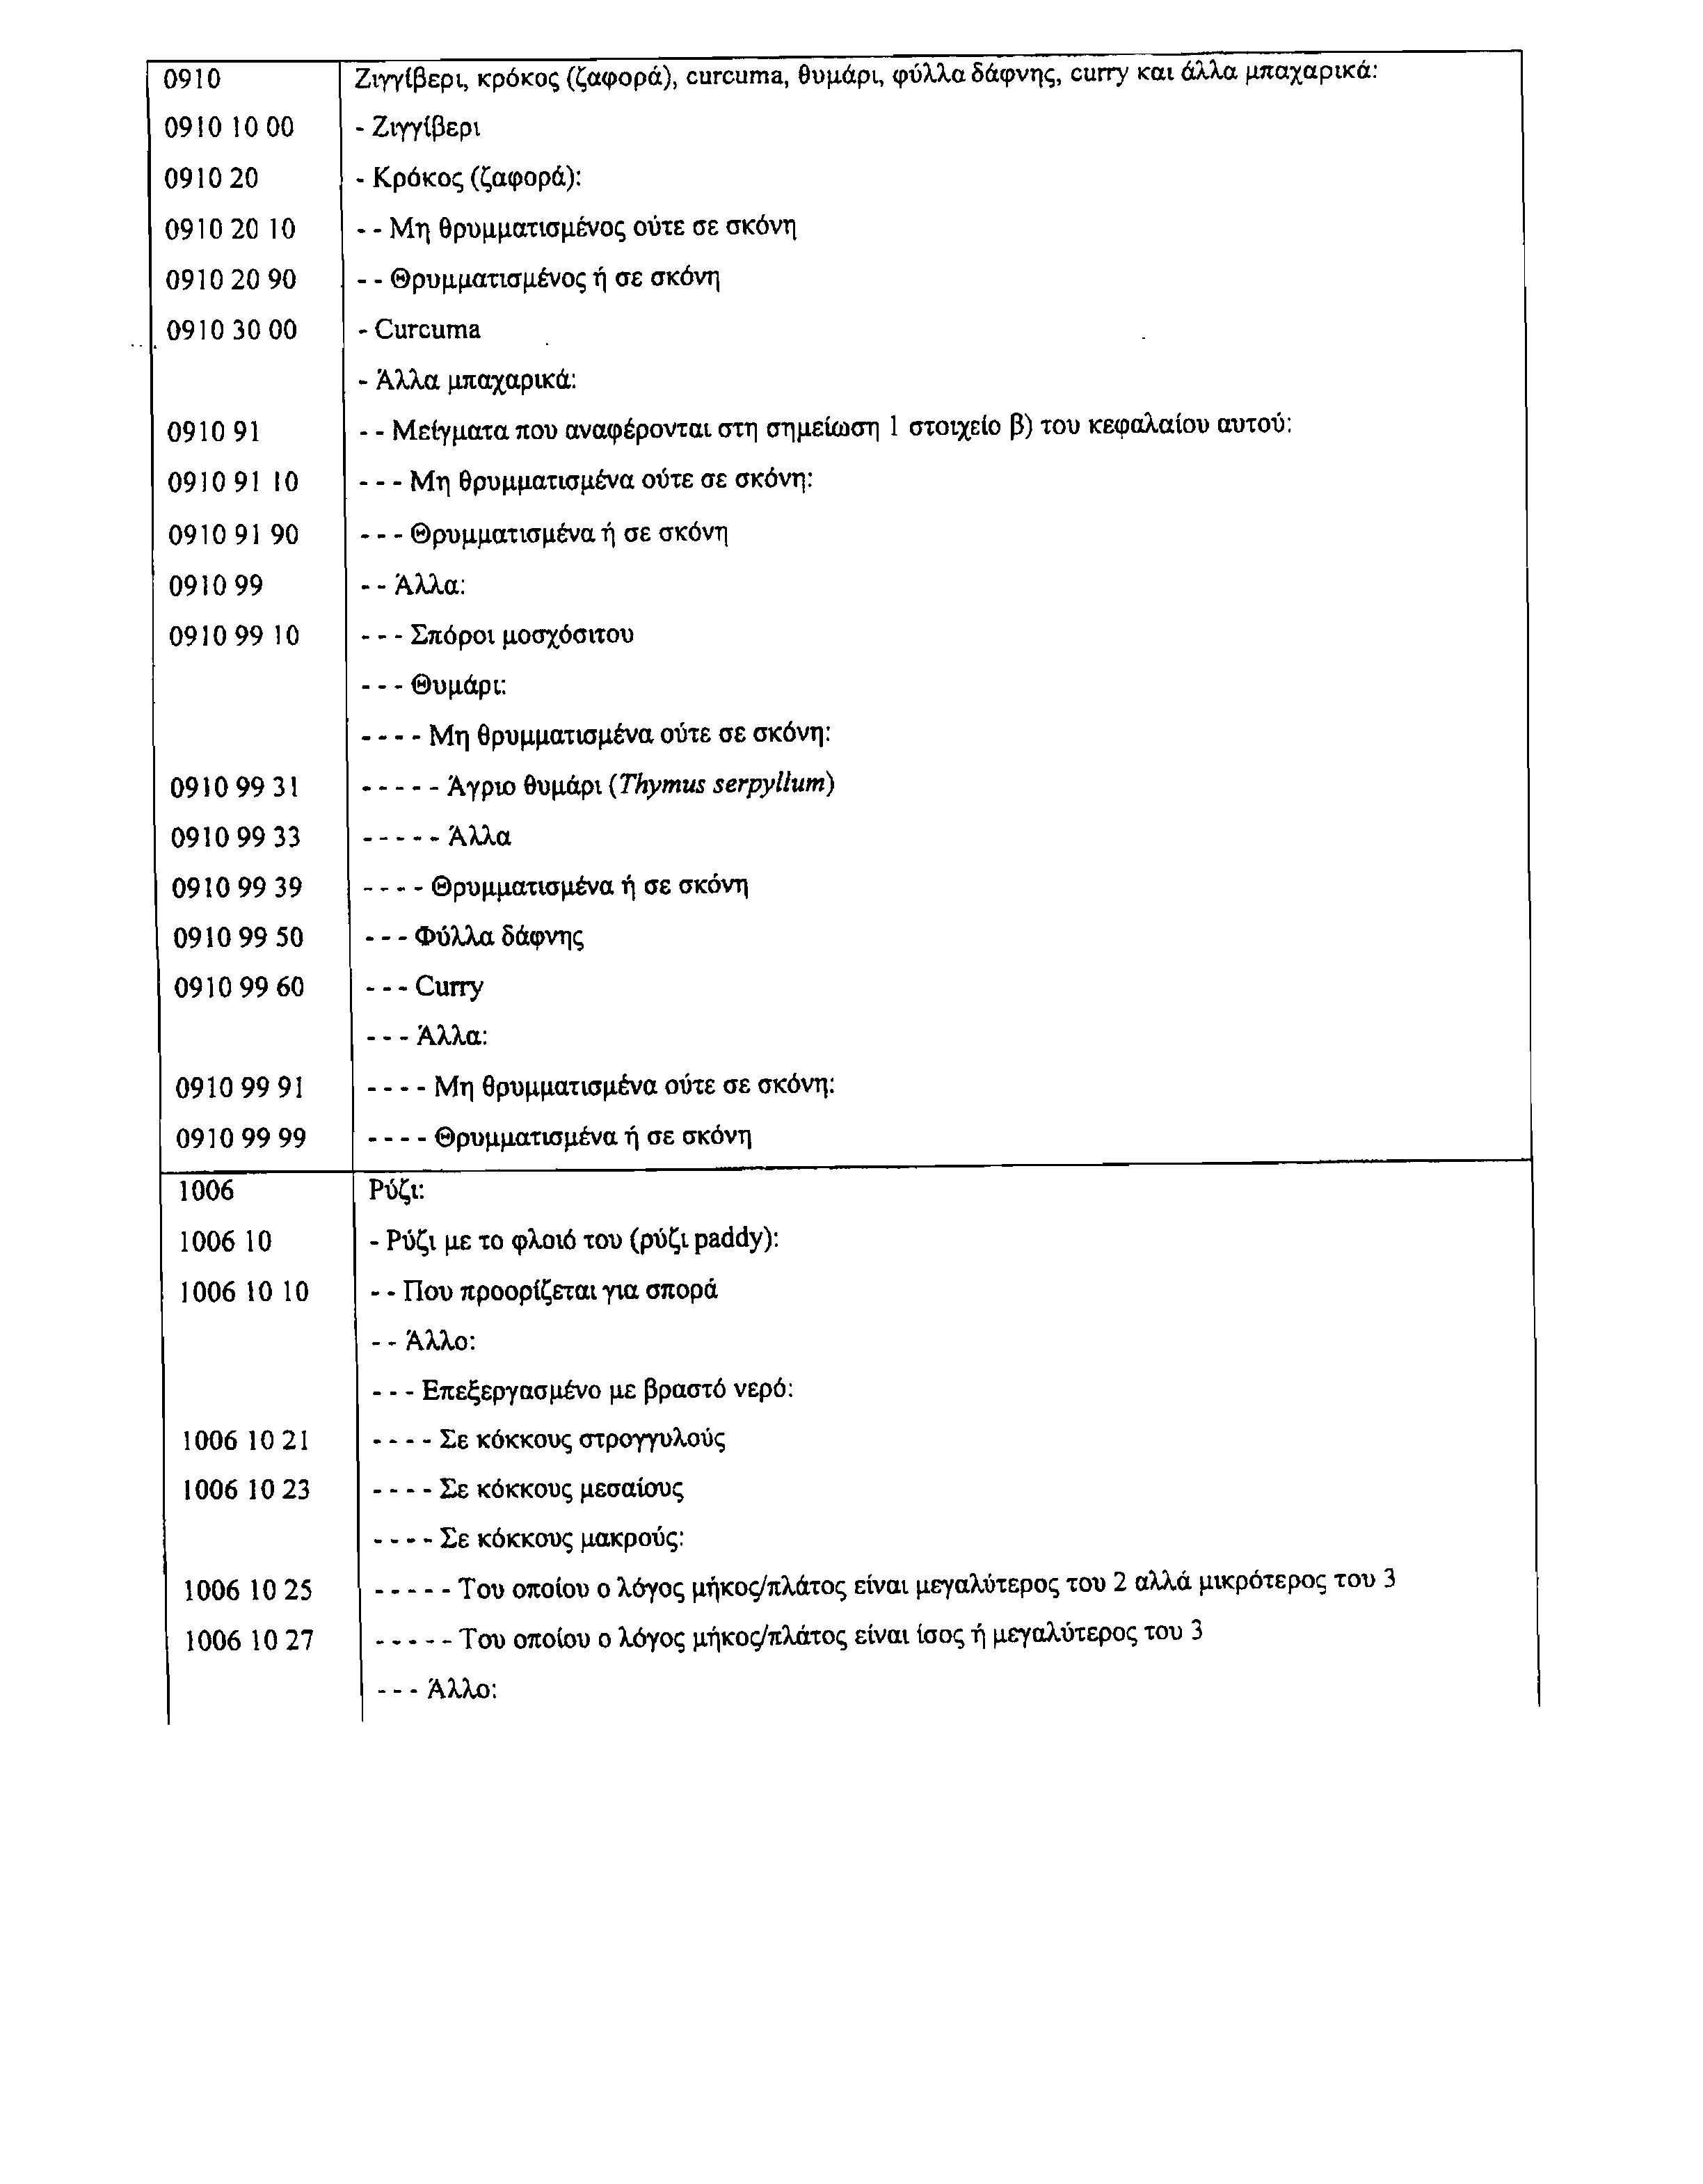 0910 Ζιγγίβερι, κρόκος (ζαφορά), curcuma, θυμάρι, φύλλα δάφνης, curry και άλλα μπαχαρικά:
0910 10 00 - Ζιγγίβερι
0910 20 - Κρόκος (ζαφορά):
0910 20 10 - - Μη θρυμματισμένος ούτε σε σκόνη
0910 20 90 - - Θρυμματισμένος ή σε σκόνη
0910 30 00 - Curcuma
- Άλλα μπαχαρικά:
0910 91 - - Μείγματα που αναφέρονται στη σημείωση 1 στοιχείο β) του κεφαλαίου αυτού:
0910 91 10 - - - Μη θρυμματισμένα ούτε σε σκόνη:
0910 91 90 - - - Θρυμματισμένα ή σε σκόνη
0910 99 - - Άλλα:
0910 99 10 - - - Σπόροι μοσχόσιτου
- - - Θυμάρι:
- - - - Μη θρυμματισμένα ούτε σε σκόνη:
0910 99 31 - - - - - Άγριο θυμάρι (Thymus serpyllum)
0910 99 33 - - - - - Άλλα
0910 99 39 - - - - Θρυμματισμένα ή σε σκόνη
0910 99 50 - - - Φύλλα δάφνης
0910 99 60 - - - Curry
- - - Άλλα:
0910 99 91 - - - - Μη θρυμματισμένα ούτε σε σκόνη:
0910 99 99 - - - - Θρυμματισμένα ή σε σκόνη
1006 Ρύζι:
1006 10 - Ρύζι με το φλοιό του (ρύζι paddy):
1006 10 10 - - Που προορίζεται για σπορά
- - Άλλο:
- - - Επεξεργασμένο με βραστό νερό:
1006 10 21 - - - - Σε κόκκους στρογγυλούς
1006 10 23 - - - - Σε κόκκους μεσαίους
- - - - Σε κόκκους μακρούς:
1006 10 25 - - - - - Του οποίου ο λόγος μήκος/πλάτος είναι μεγαλύτερος του 2 αλλά μικρότερος του 3
1006 10 27 - - - - - Του οποίου ο λόγος μήκος/πλάτος είναι ίσος ή μεγαλύτερος του 3
- - - Άλλο: